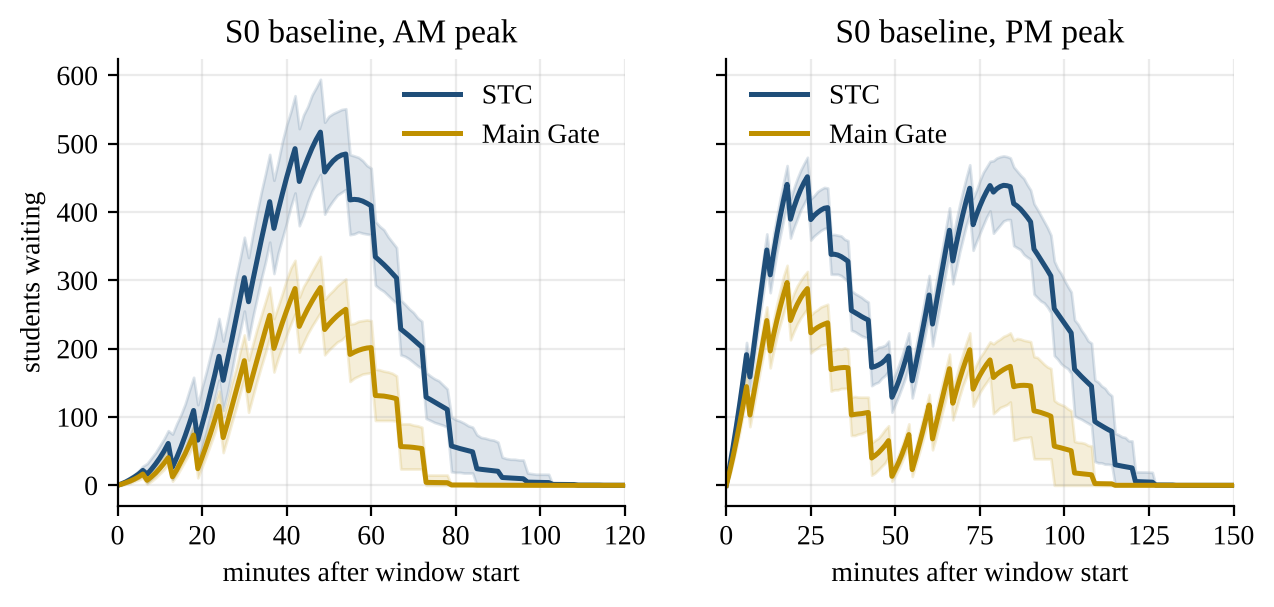 S0 baseline, AM peak
STC
Main Gate
students waiting
600
500
400
300
200
100
0
0 20 40 60 80 100 120
minutes after window start
S0 baseline, PM peak
STC
Main Gate
0 25 50 75 100 125 150
minutes after window start